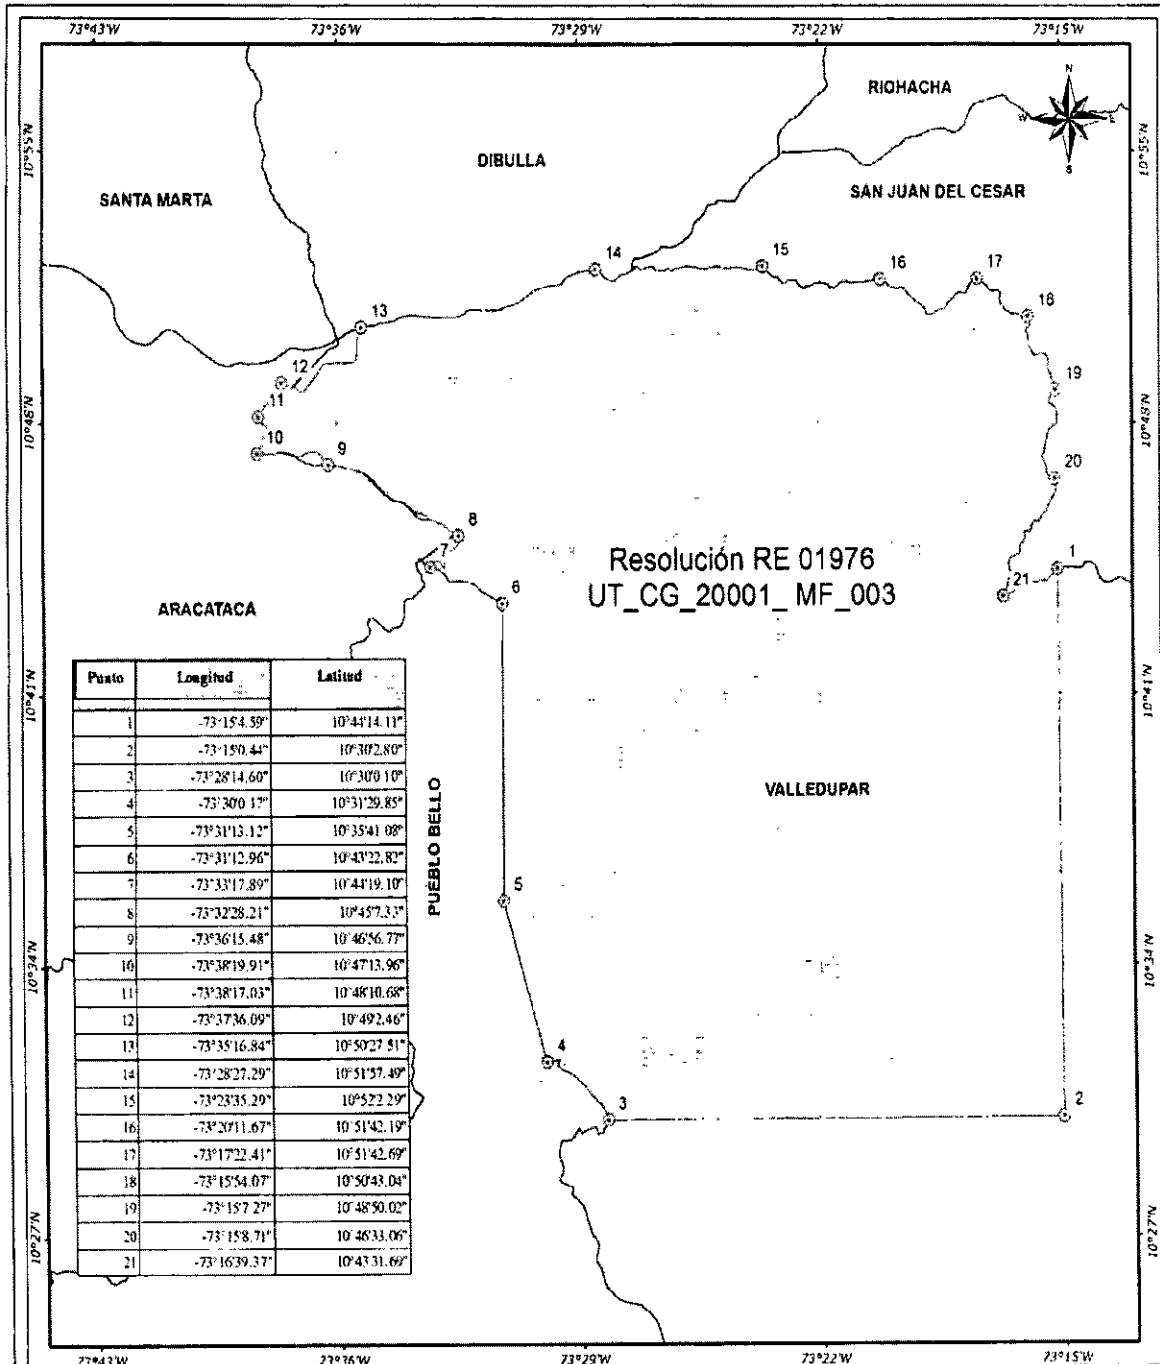 73°43'W 73°36'W 73°29'W 73°22'W 73°15'W
N
W E
S
RIOHACHA
DIBULLA
SANTA MARTA
SAN JUAN DEL CESAR
10°55'N 10°55'N
14
15
16
17
18
13
12
19
11
10°48'N 10°48'N
10
9
20
8
7
1
Resolución RE 01976
UT_CG_20001_ MF_003
21
6
ARACATACA
10°41'N 10°41'N
Punto Longitud Latitud
1 -73°15'4.59" 10°44'14.11"
2 -73°15'0.44" 10°30'2.80"
3 -73°28'14.60" 10°30'0.10"
4 -73°30'0.17" 10°31'29.85"
5 -73°31'13.12" 10°35'41.08"
6 -73°31'12.96" 10°43'22.82"
7 -73°33'17.89" 10°44'19.10"
8 -73°32'28.21" 10°45'7.33"
9 -73°36'15.48" 10°46'56.77"
10 -73°38'19.91" 10°47'13.96"
11 -73°38'17.03" 10°48'10.68"
12 -73°37'36.09" 10°49'2.46"
13 -73°35'16.84" 10°50'27.51"
14 -73°28'27.29" 10°51'57.49"
15 -73°23'35.29" 10°52'2.29"
16 -73°20'11.67" 10°51'42.19"
17 -73°17'22.41" 10°51'42.69"
18 -73°15'54.07" 10°50'43.04"
19 -73°15'7.27" 10°48'50.02"
20 -73°15'8.71" 10°46'33.06"
21 -73°16'39.37" 10°43'31.69"
PUEBLO BELLO
VALLEDUPAR
5
10°34'N 10°34'N
4
3
2
10°27'N 10°27'N
73°43'W 73°36'W 73°29'W 73°22'W 73°15'W